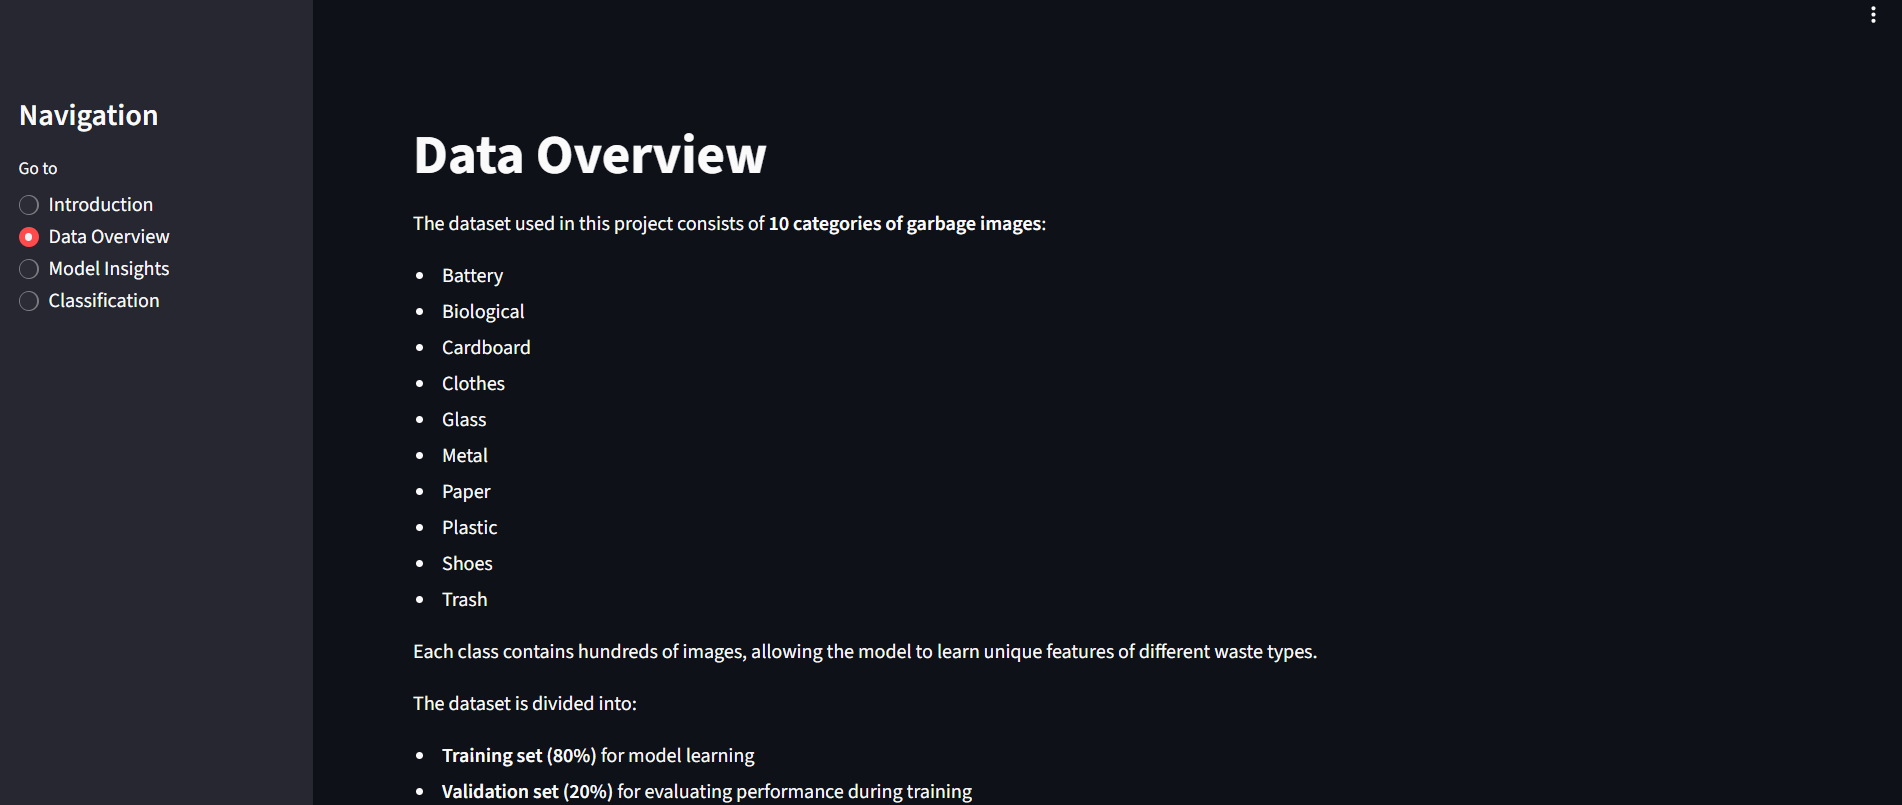 Navigation
Go to
Introduction
Data Overview
Model Insights
Classification
Data Overview
The dataset used in this project consists of 10 categories of garbage images:
Battery
Biological
Cardboard
Clothes
Glass
Metal
Paper
Plastic
Shoes
Trash
Each class contains hundreds of images, allowing the model to learn unique features of different waste types.
The dataset is divided into:
Training set (80%) for model learning
Validation set (20%) for evaluating performance during training